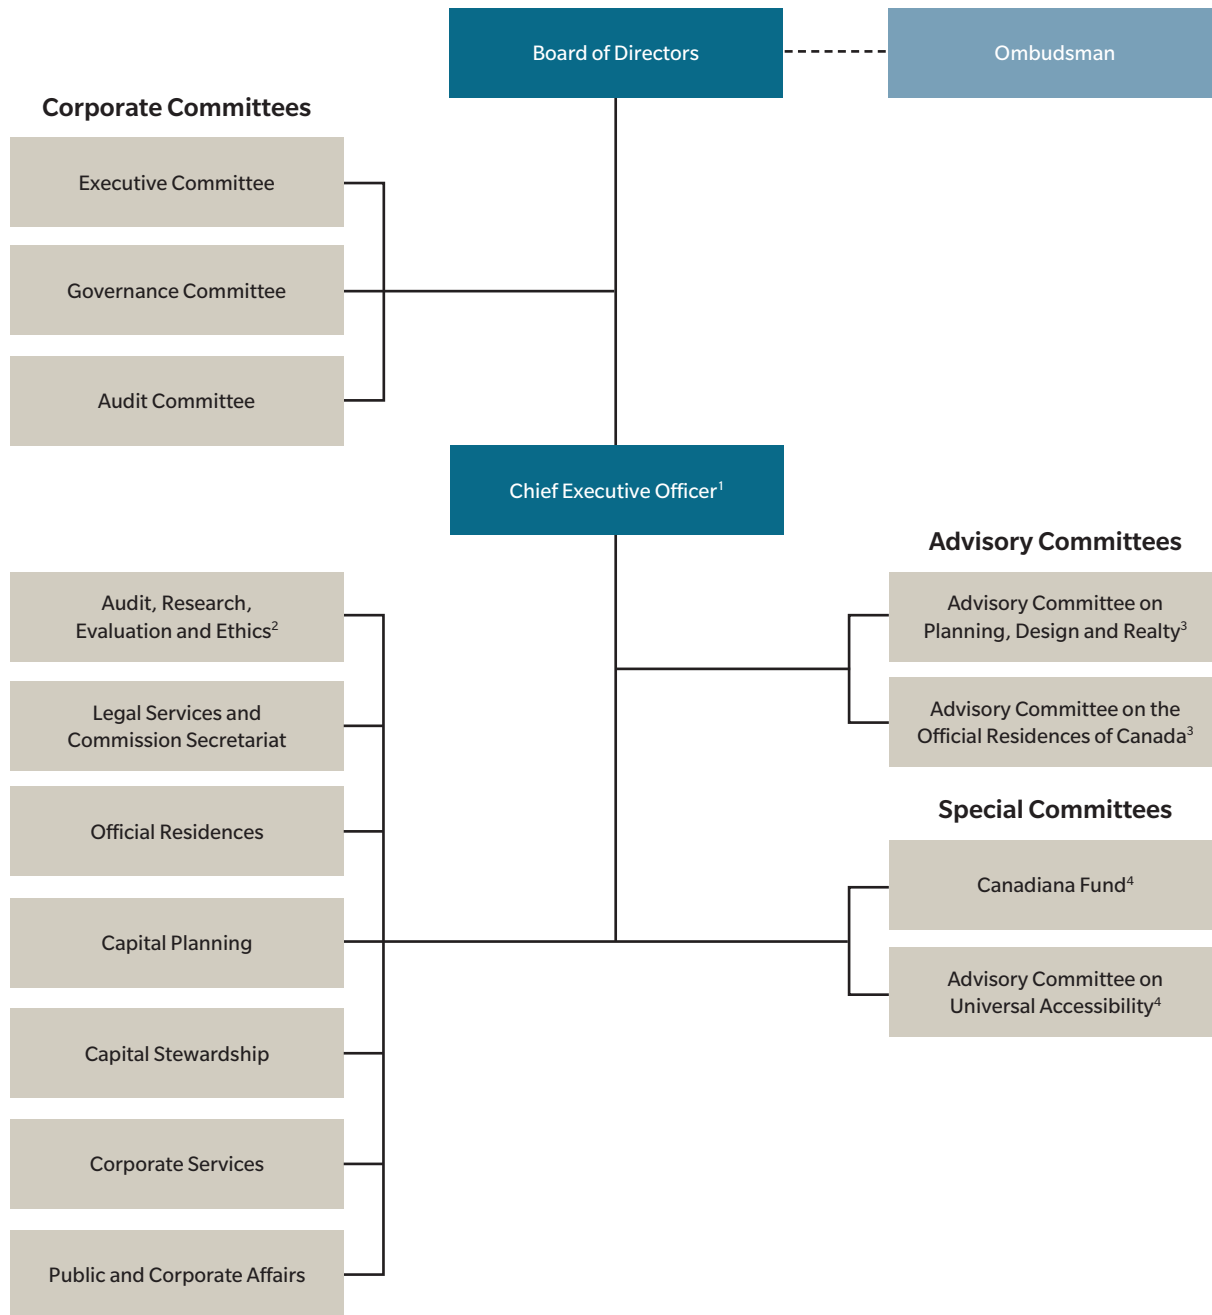 Board of Directors
Ombudsman
Corporate Committees
Executive Committee
Governance Committee
Audit Committee
Chief Executive Officer¹
Advisory Committees
Advisory Committee on
Planning, Design and Realty³
Advisory Committee on the
Official Residences of Canada³
Special Committees
Canadiana Fund⁴
Advisory Committee on
Universal Accessibility⁴
Audit, Research,
Evaluation and Ethics²
Legal Services and
Commission Secretariat
Official Residences
Capital Planning
Capital Stewardship
Corporate Services
Public and Corporate Affairs